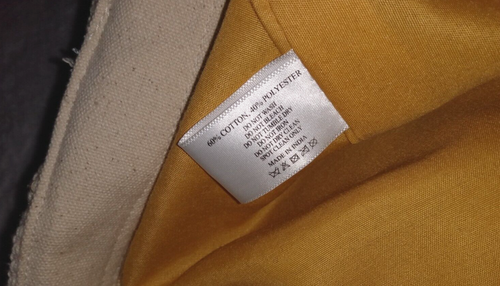 60% COTTON, 40% POLYESTER
DO NOT WASH
DO NOT BLEACH
DO NOT TUMBLE DRY
DO NOT IRON
DO NOT DRY CLEAN
SPOT CLEAN ONLY
MADE IN INDIA